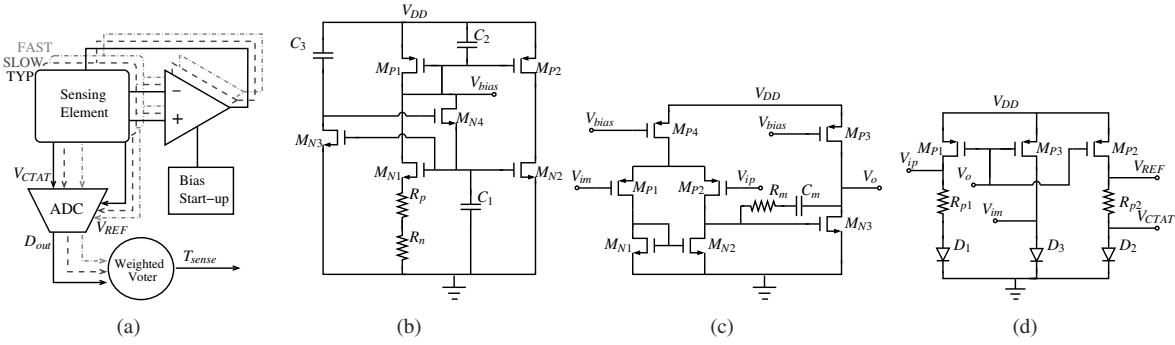 FAST
SLOW
TYP
Sensing
Element
−
+
V_CTAT
ADC
V_REF
D_out
Bias
Start−up
Weighted
Voter
T_sense
(a)
V_DD
C_3
C_2
M_P1
M_P2
V_bias
M_N4
M_N3
M_N1
M_N2
R_p
C_1
R_n
(b)
V_DD
V_bias
M_P4
V_bias
M_P3
V_im
M_P1
M_P2
V_ip
R_m
C_m
V_o
M_N1
M_N2
M_N3
(c)
V_DD
M_P1
M_P3
M_P2
V_ip
V_o
V_REF
R_p1
V_im
R_p2
V_CTAT
D_1
D_3
D_2
(d)